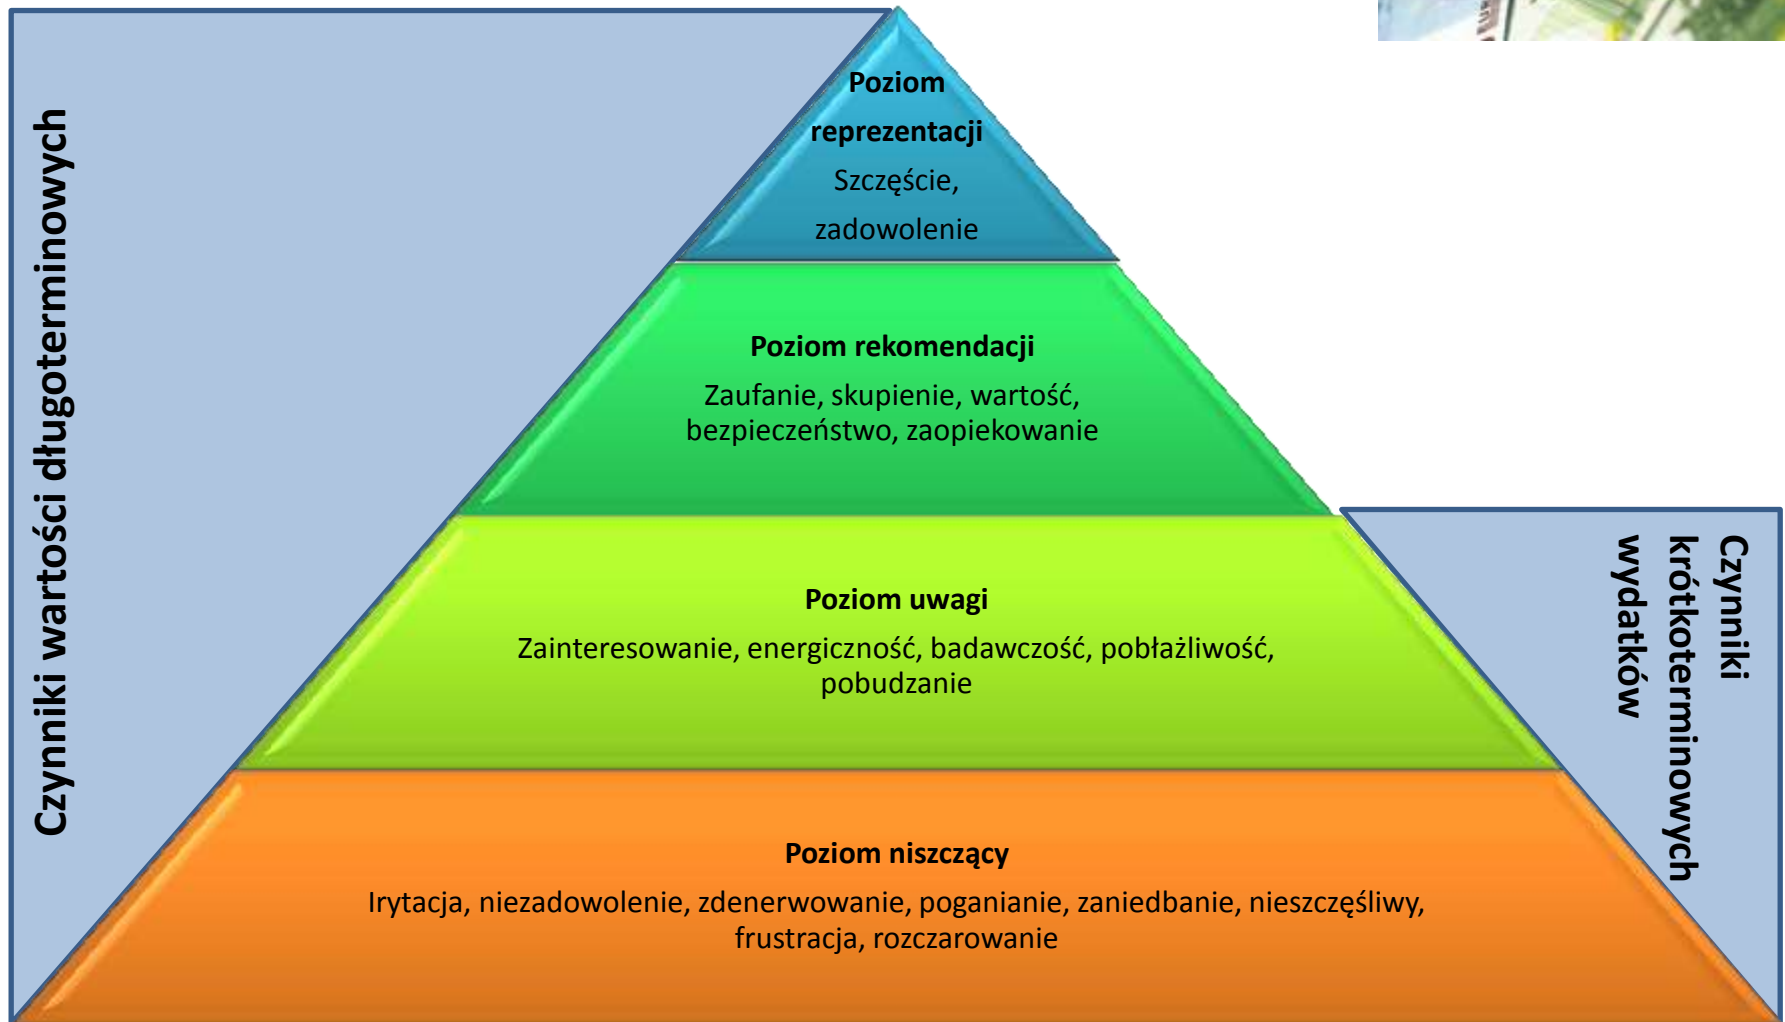 Czynniki wartości długoterminowych
Poziom
reprezentacji
Szczęście,
zadowolenie
Poziom rekomendacji
Zaufanie, skupienie, wartość,
bezpieczeństwo, zaopiekowanie
Poziom uwagi
Zainteresowanie, energiczność, badawczość, pobłażliwość,
pobudzanie
Poziom niszczący
Irytacja, niezadowolenie, zdenerwowanie, poganianie, zaniedbanie, nieszczęśliwy,
frustracja, rozczarowanie
Czynniki
krótkoterminowych
wydatków